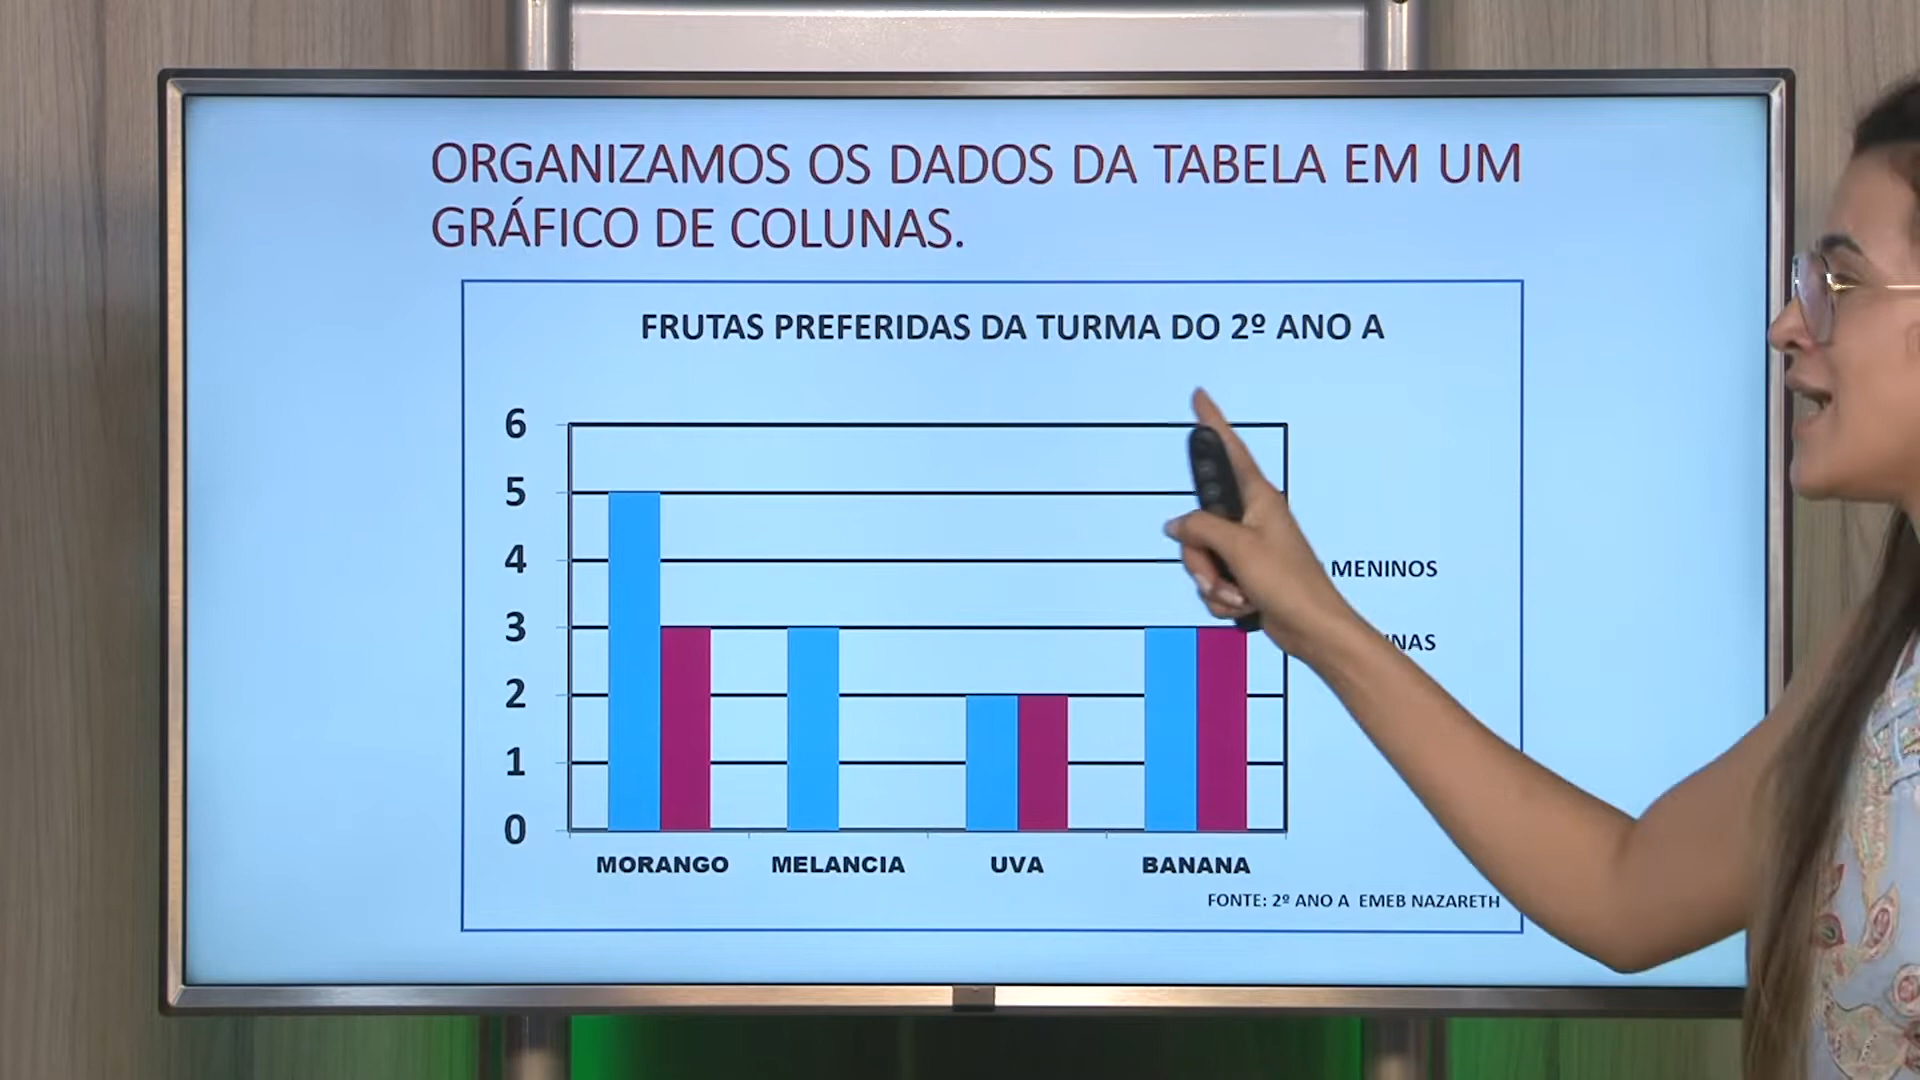 ORGANIZAMOS OS DADOS DA TABELA EM UM
GRÁFICO DE COLUNAS.
FRUTAS PREFERIDAS DA TURMA DO 2º ANO A
6
5
4
3
2
1
0
MENINOS
MORANGO MELANCIA UVA BANANA
FONTE: 2º ANO A EMEB NAZARETH